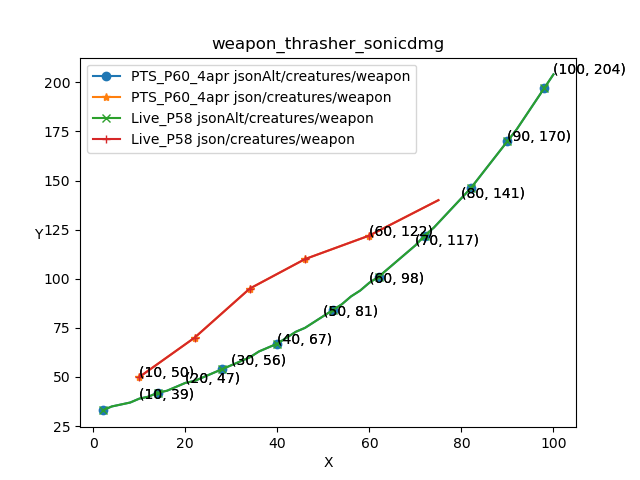 weapon_thrasher_sonicdmg
PTS_P60_4apr jsonAlt/creatures/weapon
PTS_P60_4apr json/creatures/weapon
Live_P58 jsonAlt/creatures/weapon
Live_P58 json/creatures/weapon
(100, 204)
(90, 170)
(80, 141)
(60, 122)
(70, 117)
(60, 98)
(50, 81)
(40, 67)
(30, 56)
(10, 50)
(20, 47)
(10, 39)
200
175
150
125
100
75
50
25
Y
0 20 40 60 80 100
X